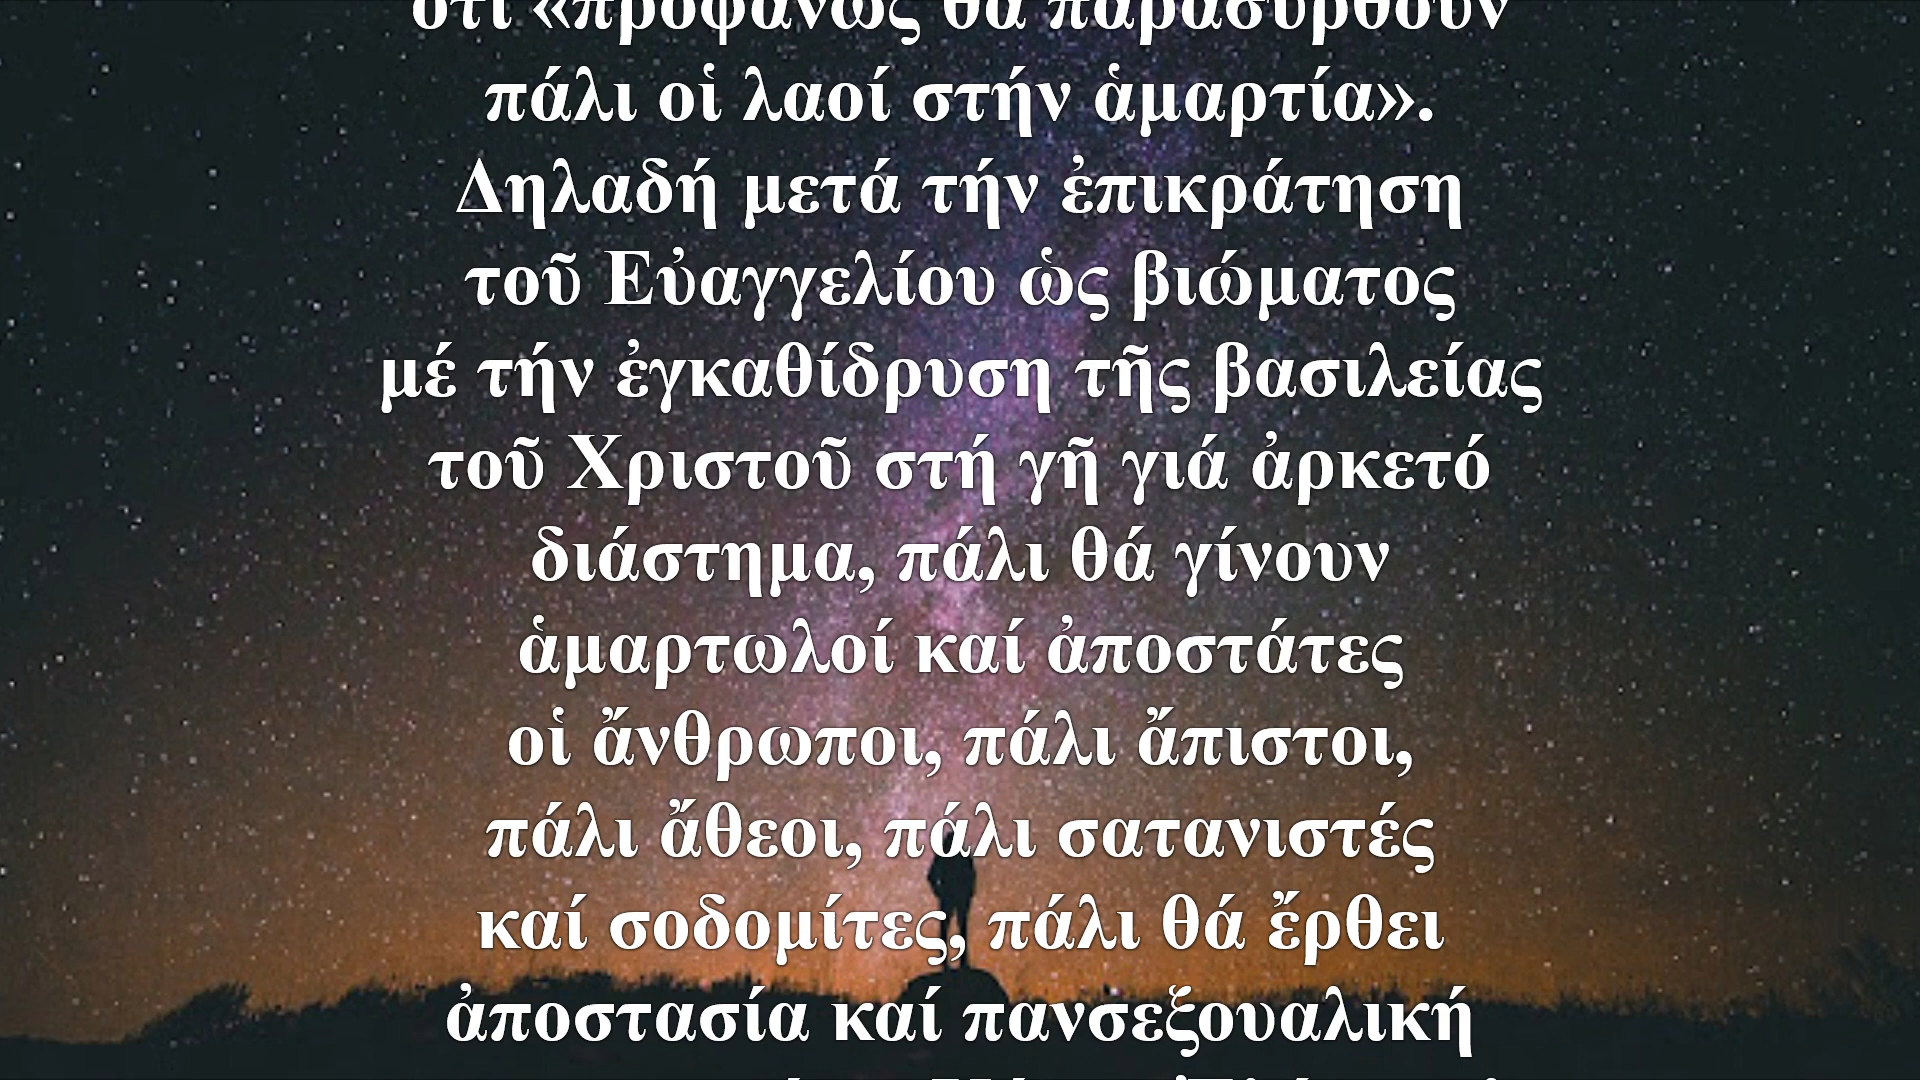 ὅτι «προφανῶς θά παρασυρθοῦν
πάλι οἱ λαοί στήν ἁμαρτία».
Δηλαδή μετά τήν ἐπικράτηση
τοῦ Εὐαγγελίου ὡς βιώματος
μέ τήν ἐγκαθίδρυση τῆς βασιλείας
τοῦ Χριστοῦ στή γῆ γιά ἀρκετό
διάστημα, πάλι θά γίνουν
ἁμαρτωλοί καί ἀποστάτες
οἱ ἄνθρωποι, πάλι ἄπιστοι,
πάλι ἄθεοι, πάλι σατανιστές
καί σοδομίτες, πάλι θά ἔρθει
ἀποστασία καί πανσεξουαλική